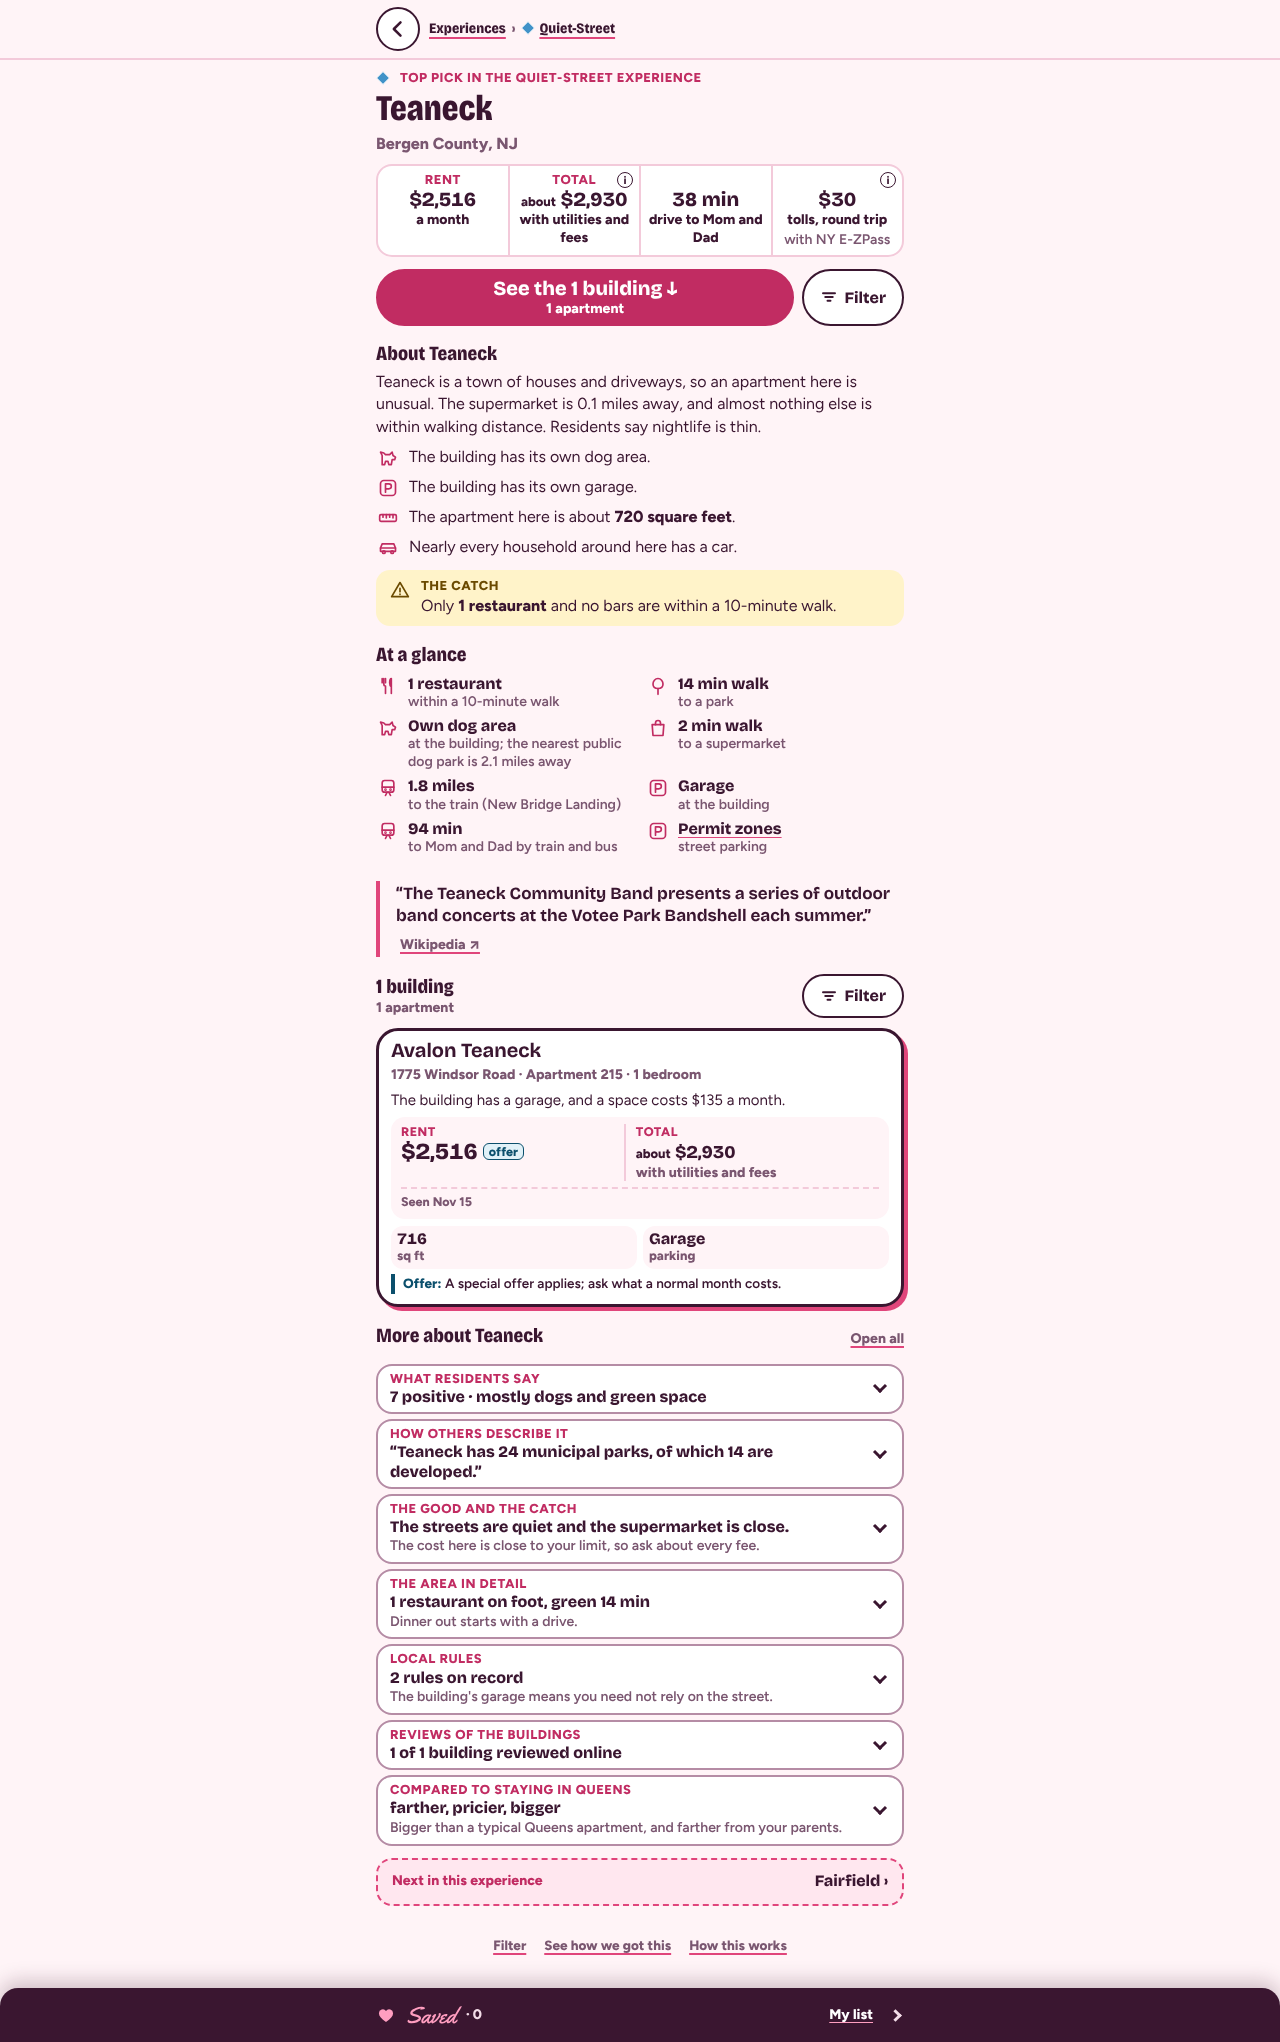 Experiences › Quiet-Street
TOP PICK IN THE QUIET-STREET EXPERIENCE
Teaneck
Bergen County, NJ
RENT
$2,516
a month
TOTAL
about $2,930
with utilities and
fees
38 min
drive to Mom and
Dad
$30
tolls, round trip
with NY E-ZPass
See the 1 building ↓
1 apartment
Filter
About Teaneck
Teaneck is a town of houses and driveways, so an apartment here is
unusual. The supermarket is 0.1 miles away, and almost nothing else is
within walking distance. Residents say nightlife is thin.
The building has its own dog area.
The building has its own garage.
The apartment here is about 720 square feet.
Nearly every household around here has a car.
THE CATCH
Only 1 restaurant and no bars are within a 10-minute walk.
At a glance
1 restaurant
within a 10-minute walk
14 min walk
to a park
Own dog area
at the building; the nearest public
dog park is 2.1 miles away
2 min walk
to a supermarket
1.8 miles
to the train (New Bridge Landing)
Garage
at the building
94 min
to Mom and Dad by train and bus
Permit zones
street parking
“The Teaneck Community Band presents a series of outdoor
band concerts at the Votee Park Bandshell each summer.”
Wikipedia ↗
1 building
1 apartment
Filter
Avalon Teaneck
1775 Windsor Road · Apartment 215 · 1 bedroom
The building has a garage, and a space costs $135 a month.
RENT
$2,516 offer
TOTAL
about $2,930
with utilities and fees
Seen Nov 15
716
sq ft
Garage
parking
Offer: A special offer applies; ask what a normal month costs.
More about Teaneck
Open all
WHAT RESIDENTS SAY
7 positive · mostly dogs and green space
HOW OTHERS DESCRIBE IT
“Teaneck has 24 municipal parks, of which 14 are
developed.”
THE GOOD AND THE CATCH
The streets are quiet and the supermarket is close.
The cost here is close to your limit, so ask about every fee.
THE AREA IN DETAIL
1 restaurant on foot, green 14 min
Dinner out starts with a drive.
LOCAL RULES
2 rules on record
The building's garage means you need not rely on the street.
REVIEWS OF THE BUILDINGS
1 of 1 building reviewed online
COMPARED TO STAYING IN QUEENS
farther, pricier, bigger
Bigger than a typical Queens apartment, and farther from your parents.
Next in this experience
Fairfield ›
Filter
See how we got this
How this works
Saved · 0
My list